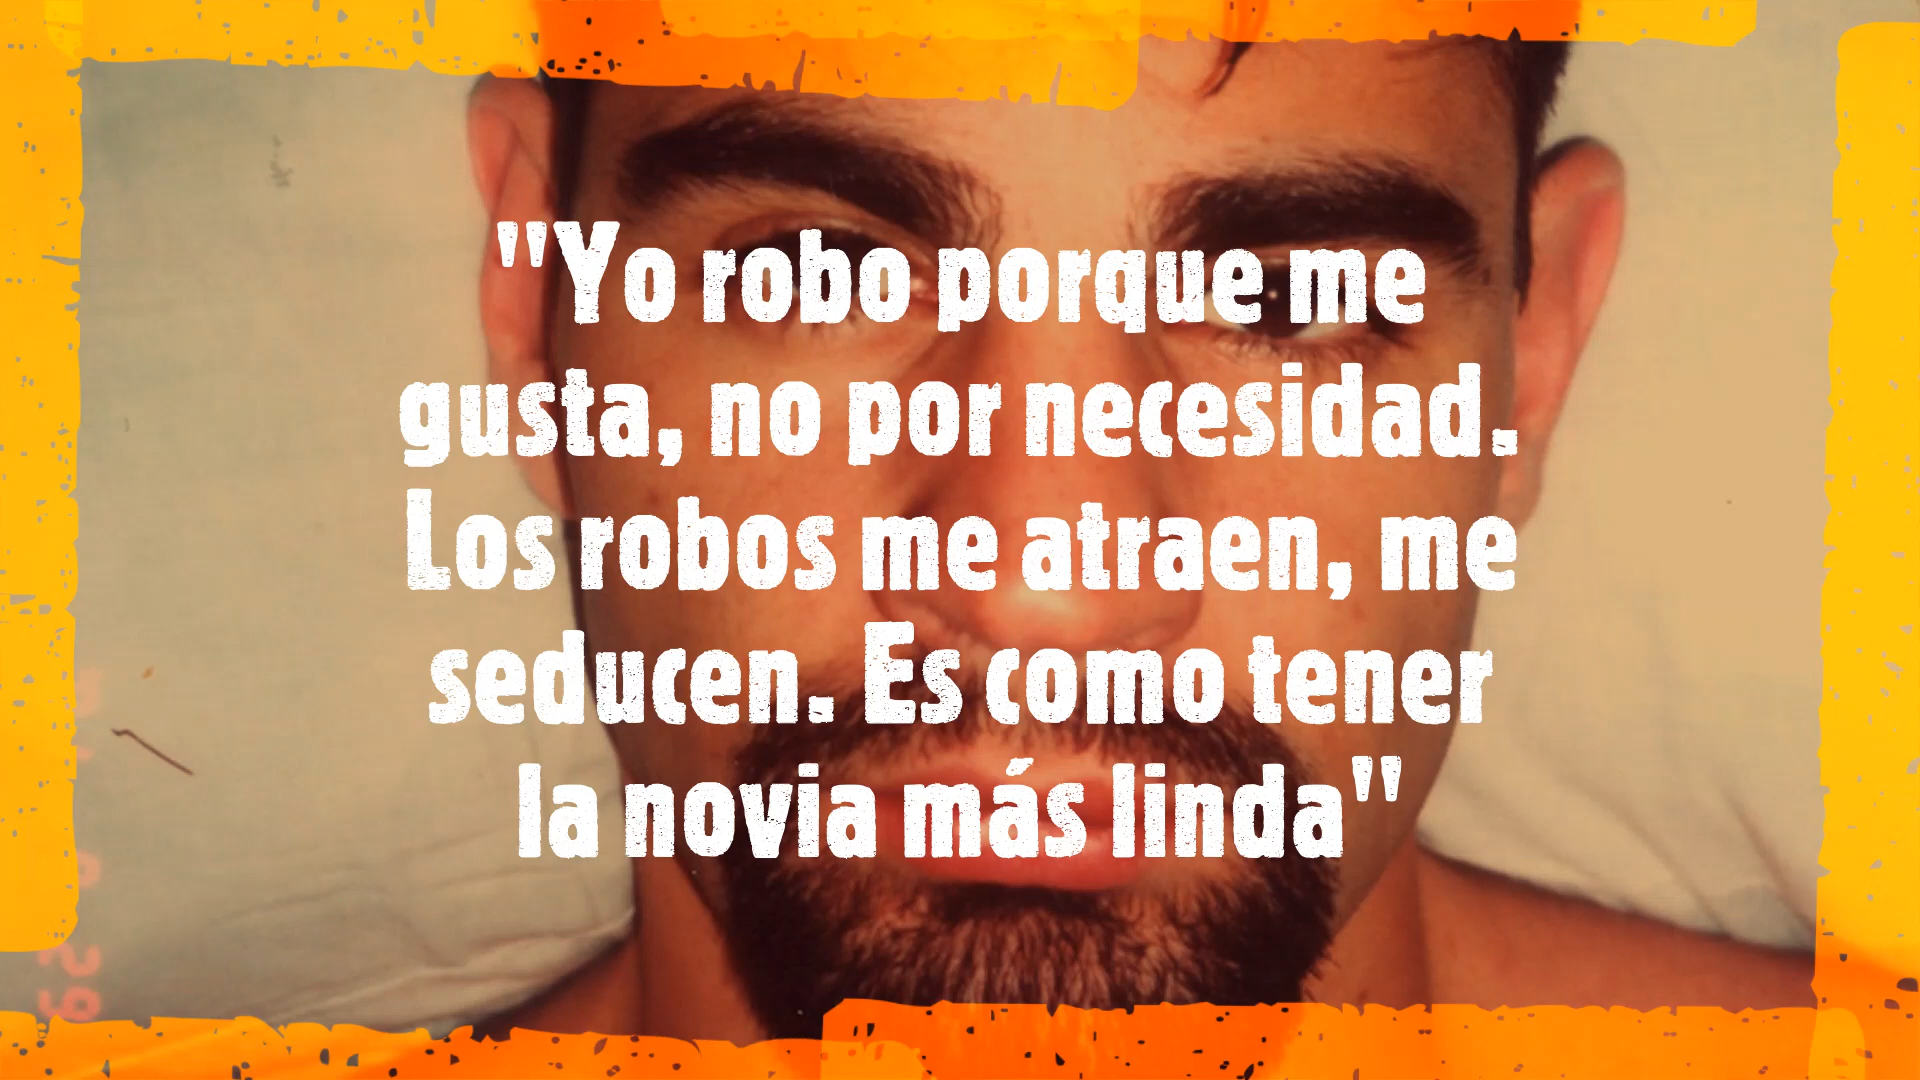 "Yo robo porque me
gusta, no por necesidad.
Los robos me atraen, me
seducen. Es como tener
la novia más linda"